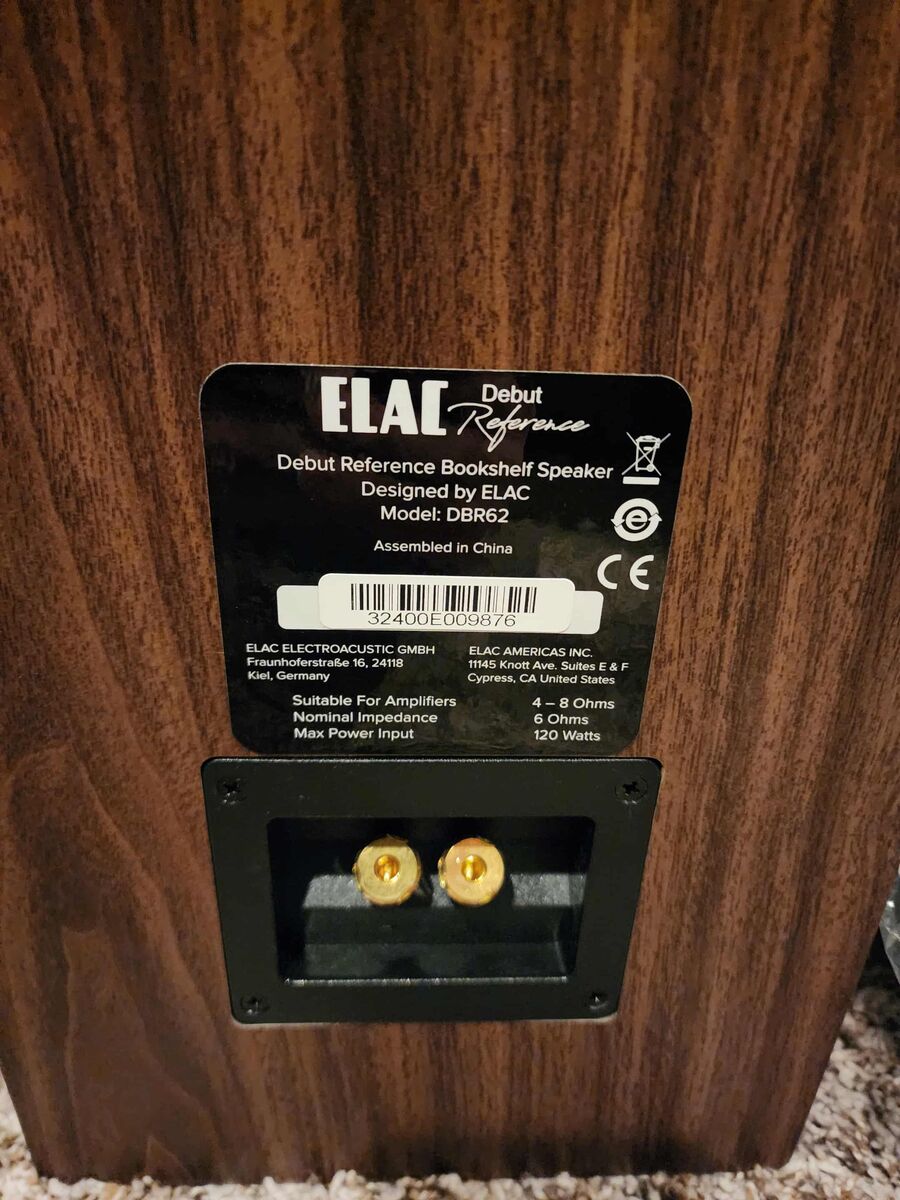 ELAC Debut Reference
Debut Reference Bookshelf Speaker
Designed by ELAC
Model: DBR62
Assembled in China
32400E009876
ELAC ELECTROACUSTIC GMBH
Fraunhoferstraße 16, 24118
Kiel, Germany
ELAC AMERICAS INC.
11145 Knott Ave. Suites E & F
Cypress, CA United States
Suitable For Amplifiers 4 – 8 Ohms
Nominal Impedance 6 Ohms
Max Power Input 120 Watts